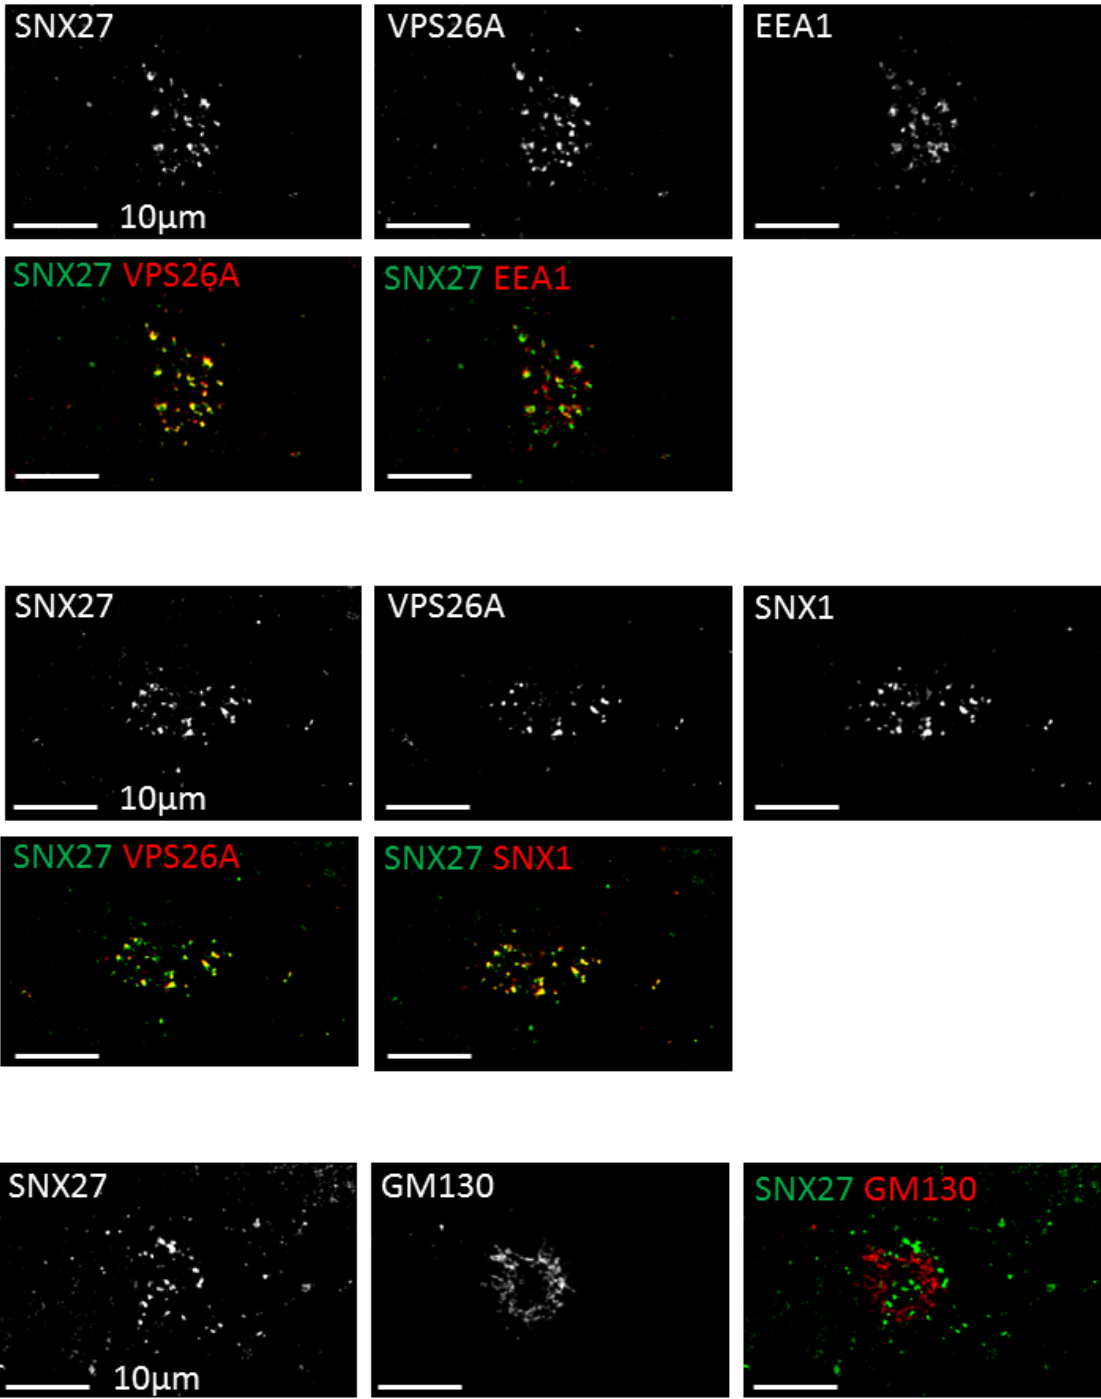 SNX27 VPS26A EEA1
10μm
SNX27 VPS26A SNX27 EEA1
SNX27 VPS26A SNX1
10μm
SNX27 VPS26A SNX27 SNX1
SNX27 GM130 SNX27 GM130
10μm